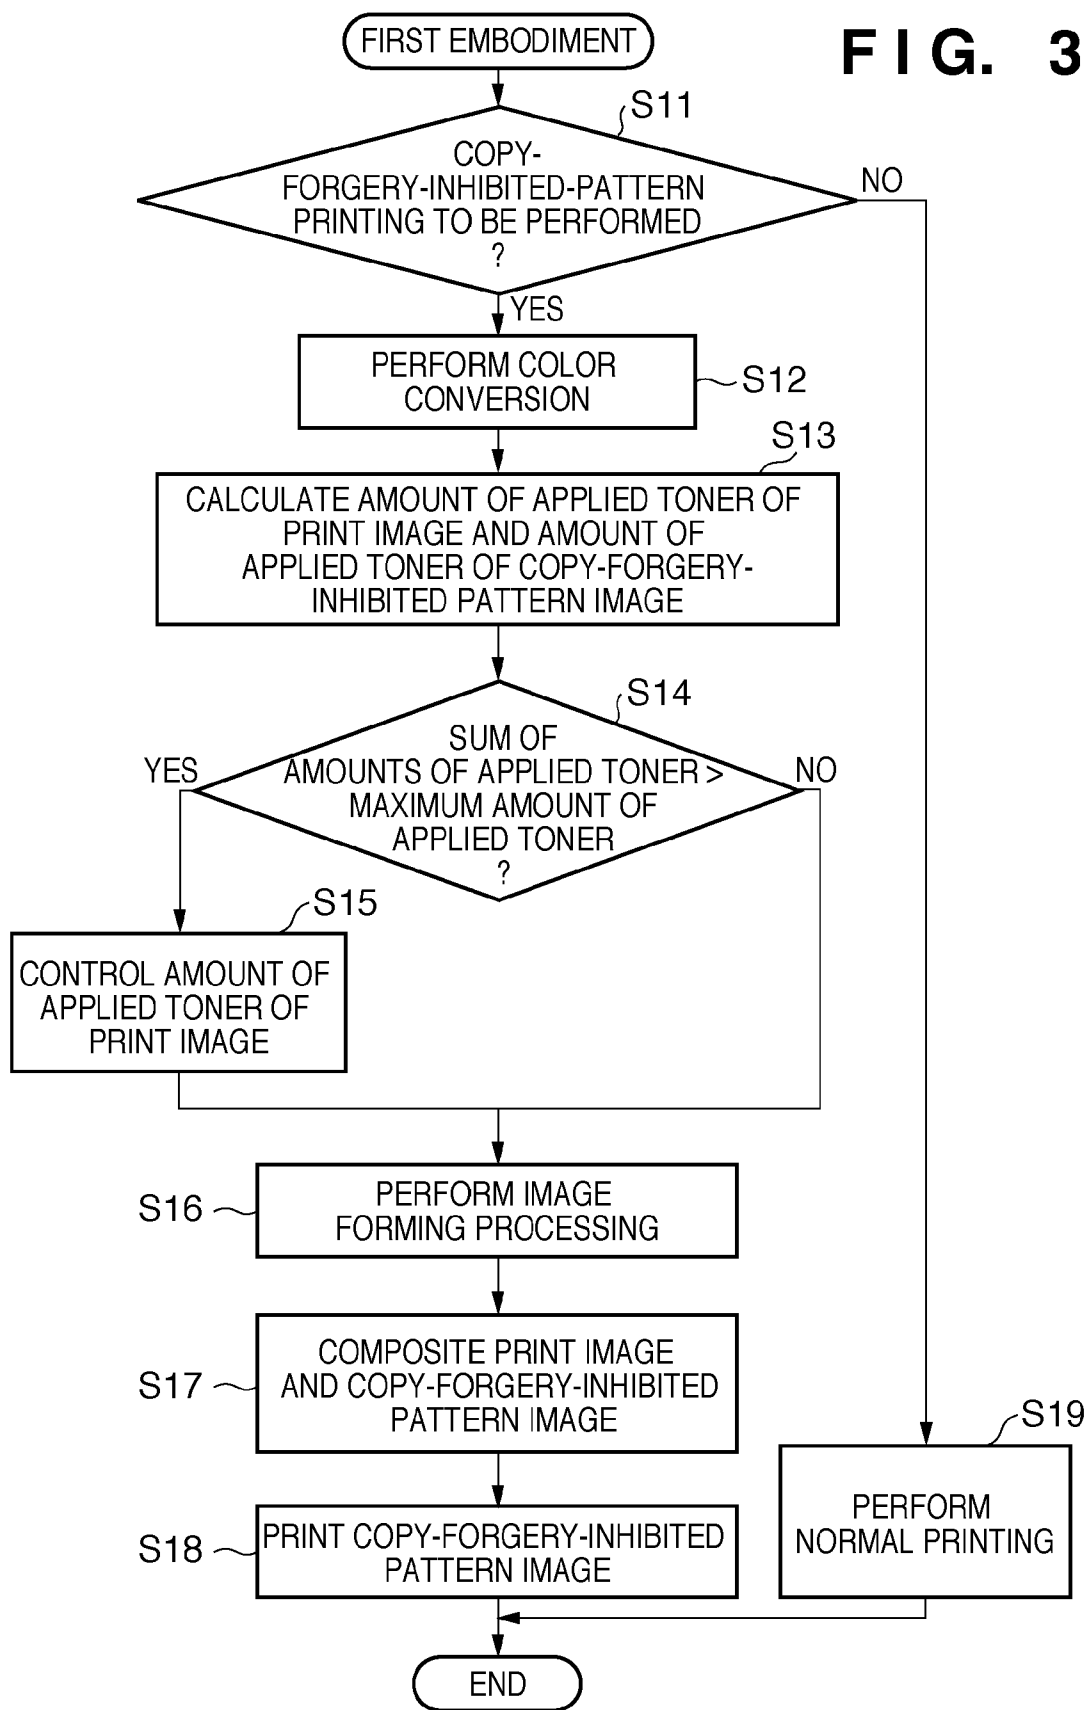 FIRST EMBODIMENT
FIG. 3
S11
COPY-
FORGERY-INHIBITED-PATTERN
PRINTING TO BE PERFORMED
?
NO
YES
PERFORM COLOR
CONVERSION
S12
S13
CALCULATE AMOUNT OF APPLIED TONER OF
PRINT IMAGE AND AMOUNT OF
APPLIED TONER OF COPY-FORGERY-
INHIBITED PATTERN IMAGE
S14
SUM OF
AMOUNTS OF APPLIED TONER >
MAXIMUM AMOUNT OF
APPLIED TONER
?
YES
NO
S15
CONTROL AMOUNT OF
APPLIED TONER OF
PRINT IMAGE
S16
PERFORM IMAGE
FORMING PROCESSING
S17
COMPOSITE PRINT IMAGE
AND COPY-FORGERY-INHIBITED
PATTERN IMAGE
S18
PRINT COPY-FORGERY-INHIBITED
PATTERN IMAGE
S19
PERFORM
NORMAL PRINTING
END